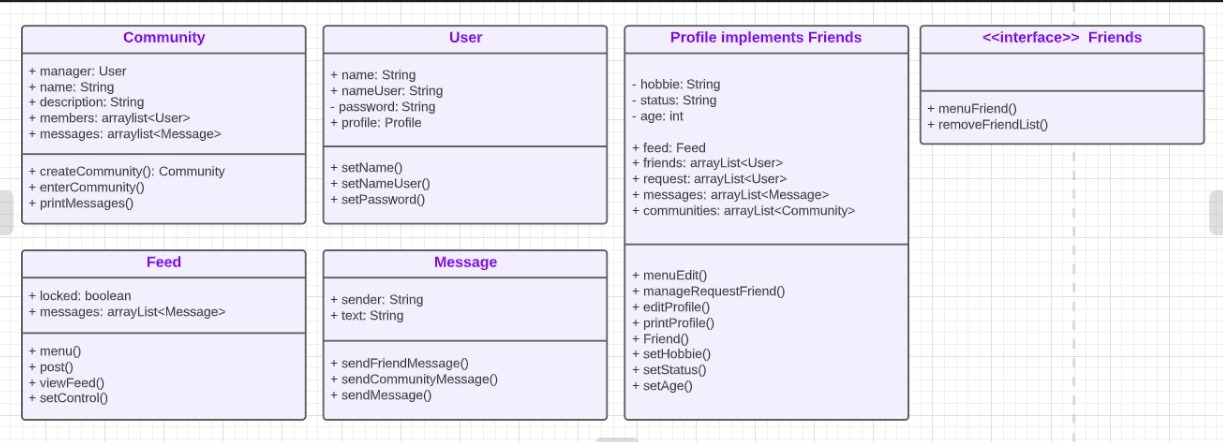 Community
+ manager: User
+ name: String
+ description: String
+ members: arraylist<User>
+ messages: arraylist<Message>
+ createCommunity(): Community
+ enterCommunity()
+ printMessages()
User
+ name: String
+ nameUser: String
- password: String
+ profile: Profile
+ setName()
+ setNameUser()
+ setPassword()
Profile implements Friends
- hobbie: String
- status: String
- age: int
+ feed: Feed
+ friends: arrayList<User>
+ request: arrayList<User>
+ messages: arrayList<Message>
+ communities: arrayList<Community>
+ menuEdit()
+ manageRequestFriend()
+ editProfile()
+ printProfile()
+ Friend()
+ setHobbie()
+ setStatus()
+ setAge()
<<interface>> Friends
+ menuFriend()
+ removeFriendList()
Feed
+ locked: boolean
+ messages: arrayList<Message>
+ menu()
+ post()
+ viewFeed()
+ setControl()
Message
+ sender: String
+ text: String
+ sendFriendMessage()
+ sendCommunityMessage()
+ sendMessage()